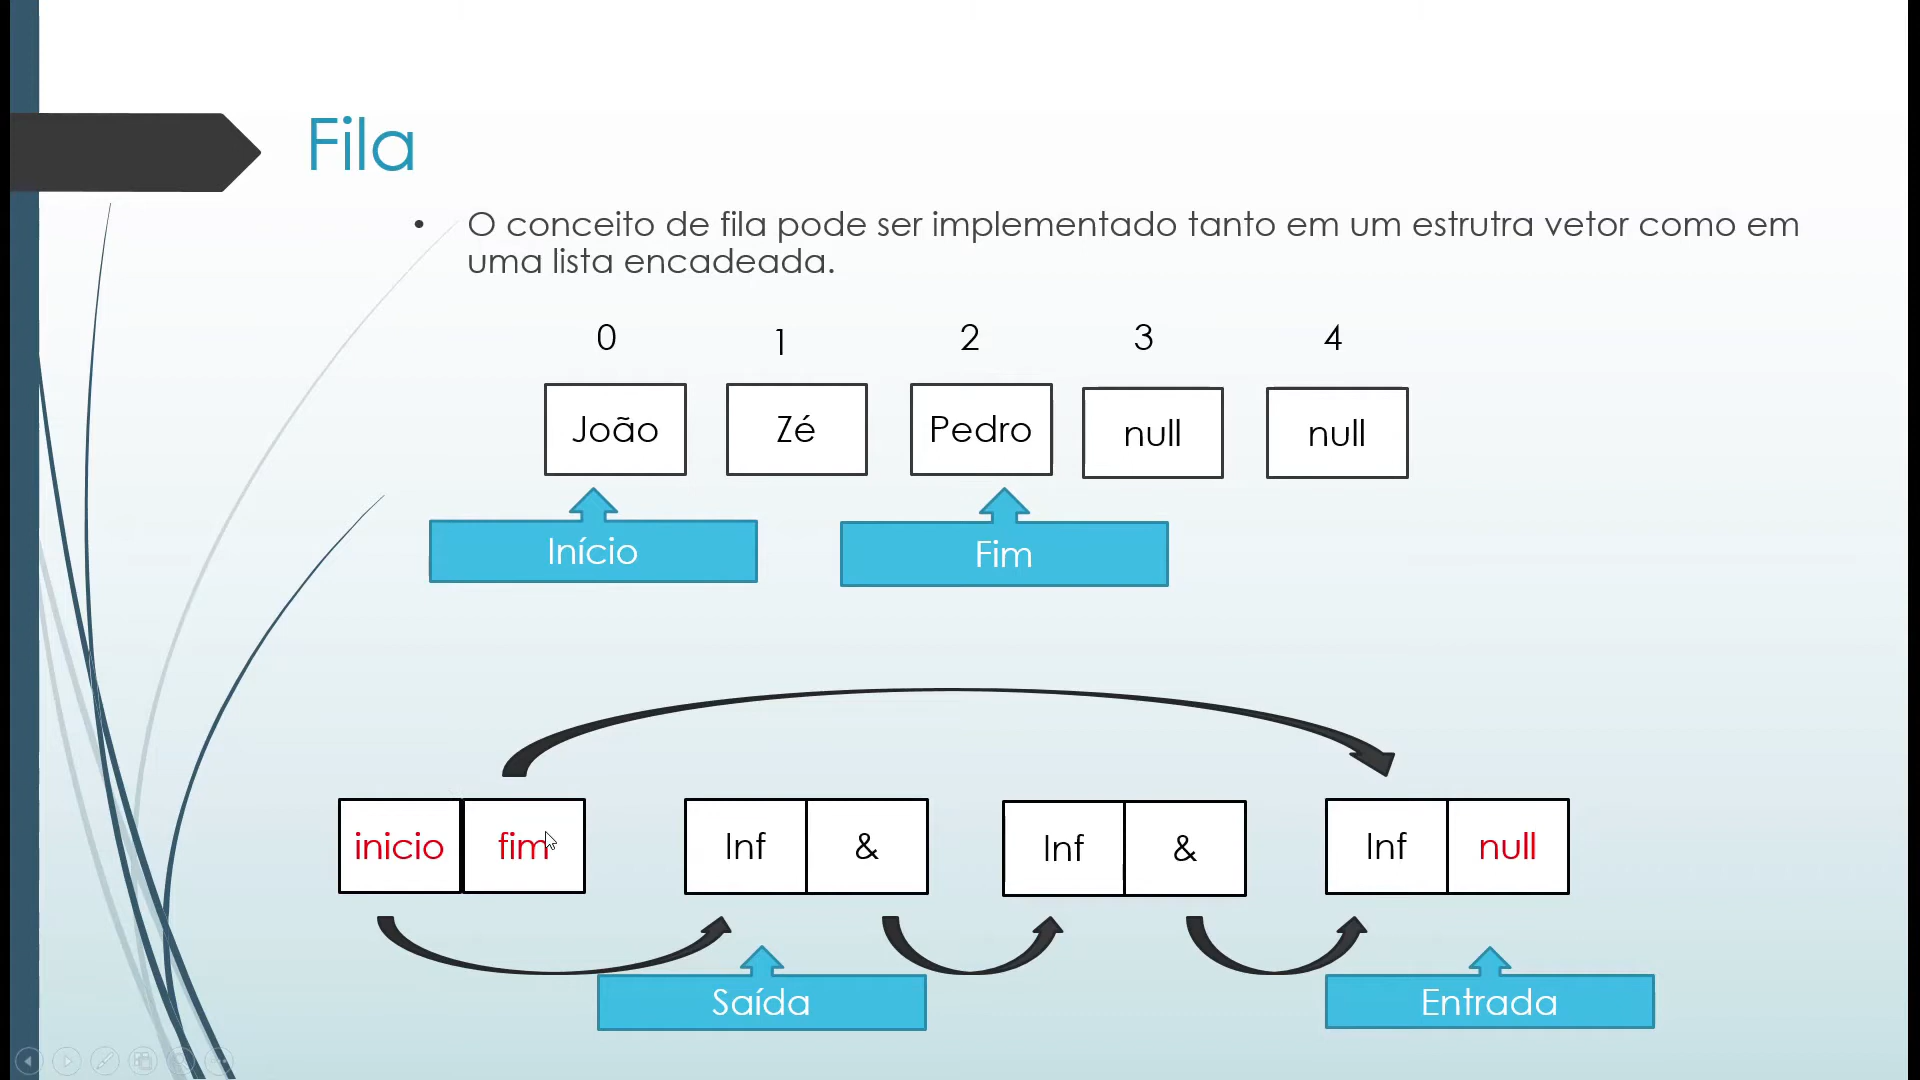 Fila
• O conceito de fila pode ser implementado tanto em um estrutra vetor como em
uma lista encadeada.
0 1 2 3 4
João Zé Pedro null null
Início Fim
inicio fim Inf & Inf & Inf null
Saída Entrada